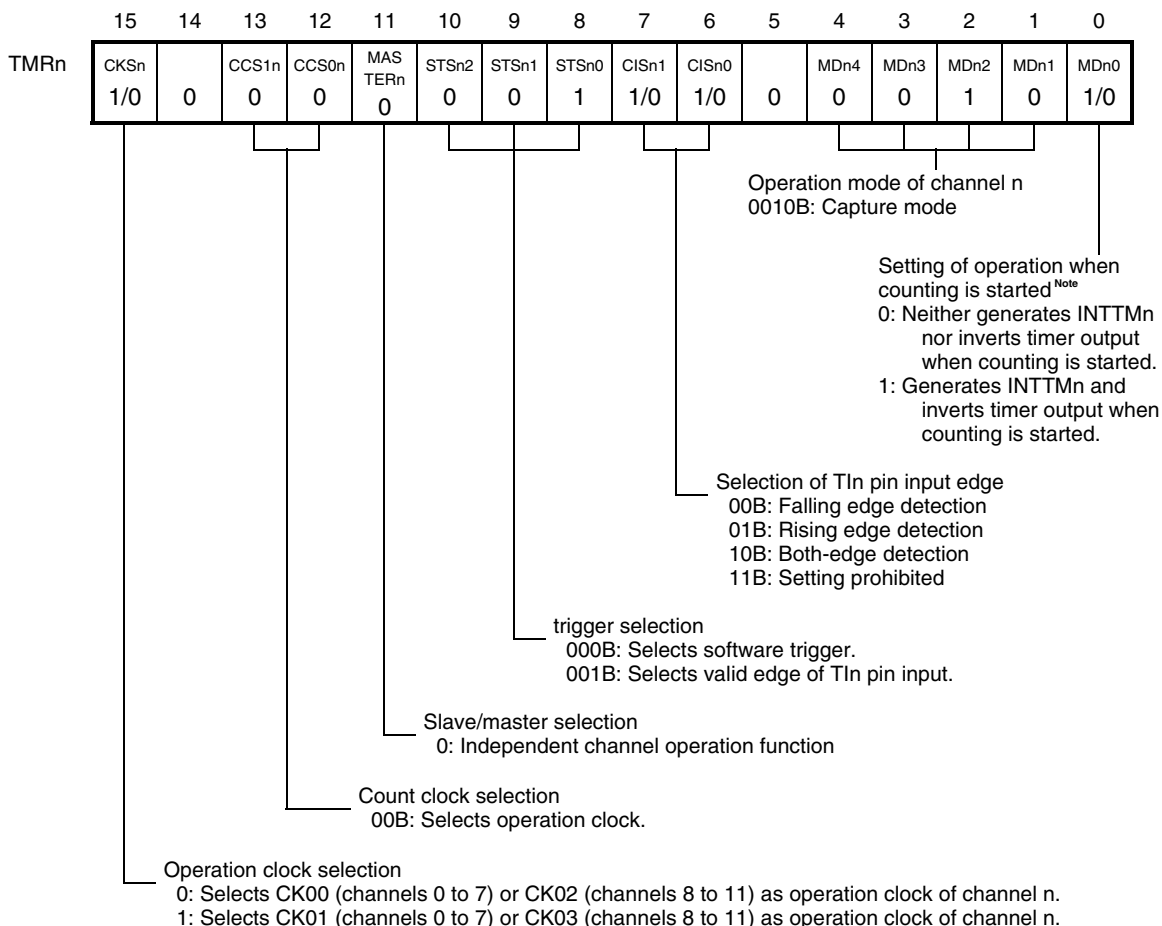 15 14 13 12 11 10 9 8 7 6 5 4 3 2 1 0
TMRn CKSn CCS1n CCS0n MAS TERn STSn2 STSn1 STSn0 CISn1 CISn0 MDn4 MDn3 MDn2 MDn1 MDn0
1/0 0 0 0 0 0 0 1 1/0 1/0 0 0 0 1 0 1/0
Operation mode of channel n
0010B: Capture mode
Setting of operation when
counting is started Note
0: Neither generates INTTMn
nor inverts timer output
when counting is started.
1: Generates INTTMn and
inverts timer output when
counting is started.
Selection of TIn pin input edge
00B: Falling edge detection
01B: Rising edge detection
10B: Both-edge detection
11B: Setting prohibited
trigger selection
000B: Selects software trigger.
001B: Selects valid edge of TIn pin input.
Slave/master selection
0: Independent channel operation function
Count clock selection
00B: Selects operation clock.
Operation clock selection
0: Selects CK00 (channels 0 to 7) or CK02 (channels 8 to 11) as operation clock of channel n.
1: Selects CK01 (channels 0 to 7) or CK03 (channels 8 to 11) as operation clock of channel n.